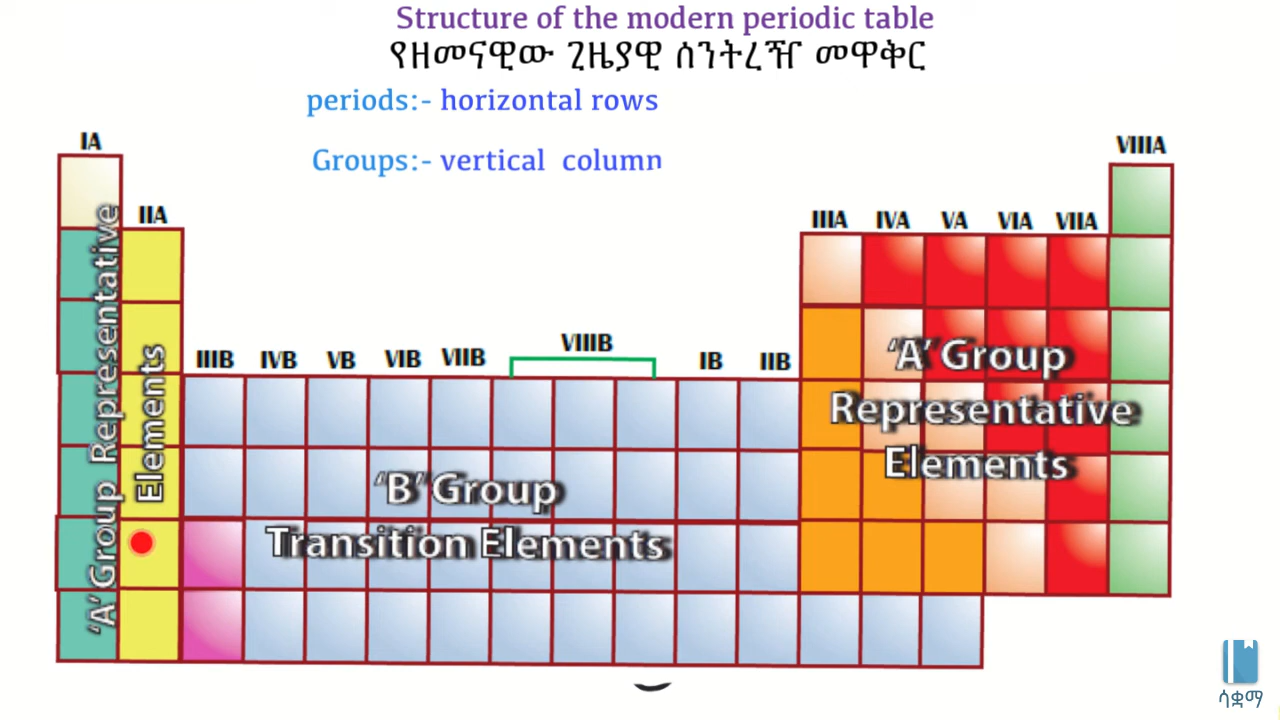 Structure of the modern periodic table
የዘመናዊው ጊዜያዊ ሰንትረዥ መዋቅር
periods:- horizontal rows
Groups:- vertical column
IA
VIIIA
IIA
IIIA IVA VA VIA VIIA
IIIB IVB VB VIB VIIB VIIIB IB IIB
'A' Group Representative
Elements
'A' Group
Representative
Elements
'B' Group
Transition Elements
ሳቋማ